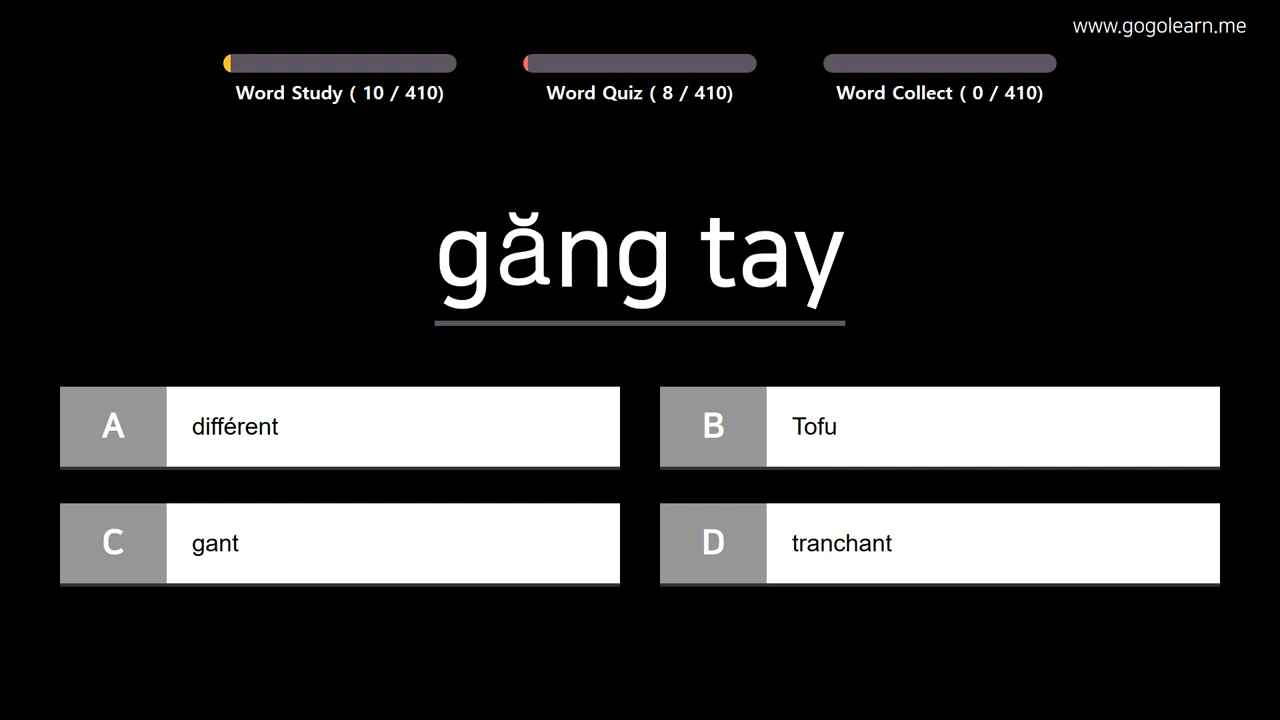 www.gogolearn.me
Word Study ( 10 / 410)
Word Quiz ( 8 / 410)
Word Collect ( 0 / 410)
găng tay
A différent
B Tofu
C gant
D tranchant